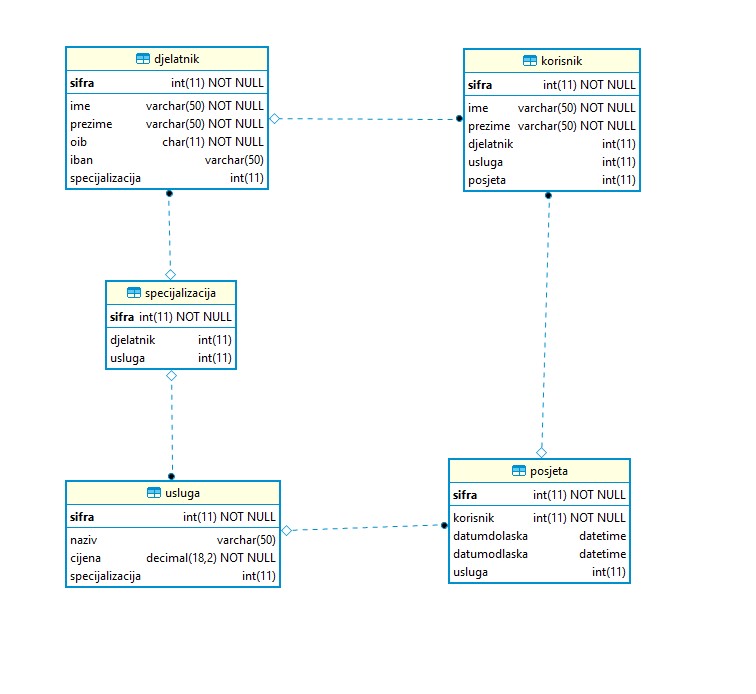 djelatnik
sifra int(11) NOT NULL
ime varchar(50) NOT NULL
prezime varchar(50) NOT NULL
oib char(11) NOT NULL
iban varchar(50)
specijalizacija int(11)
korisnik
sifra int(11) NOT NULL
ime varchar(50) NOT NULL
prezime varchar(50) NOT NULL
djelatnik int(11)
usluga int(11)
posjeta int(11)
specijalizacija
sifra int(11) NOT NULL
djelatnik int(11)
usluga int(11)
usluga
sifra int(11) NOT NULL
naziv varchar(50)
cijena decimal(18,2) NOT NULL
specijalizacija int(11)
posjeta
sifra int(11) NOT NULL
korisnik int(11) NOT NULL
datumdolaska datetime
datumodlaska datetime
usluga int(11)